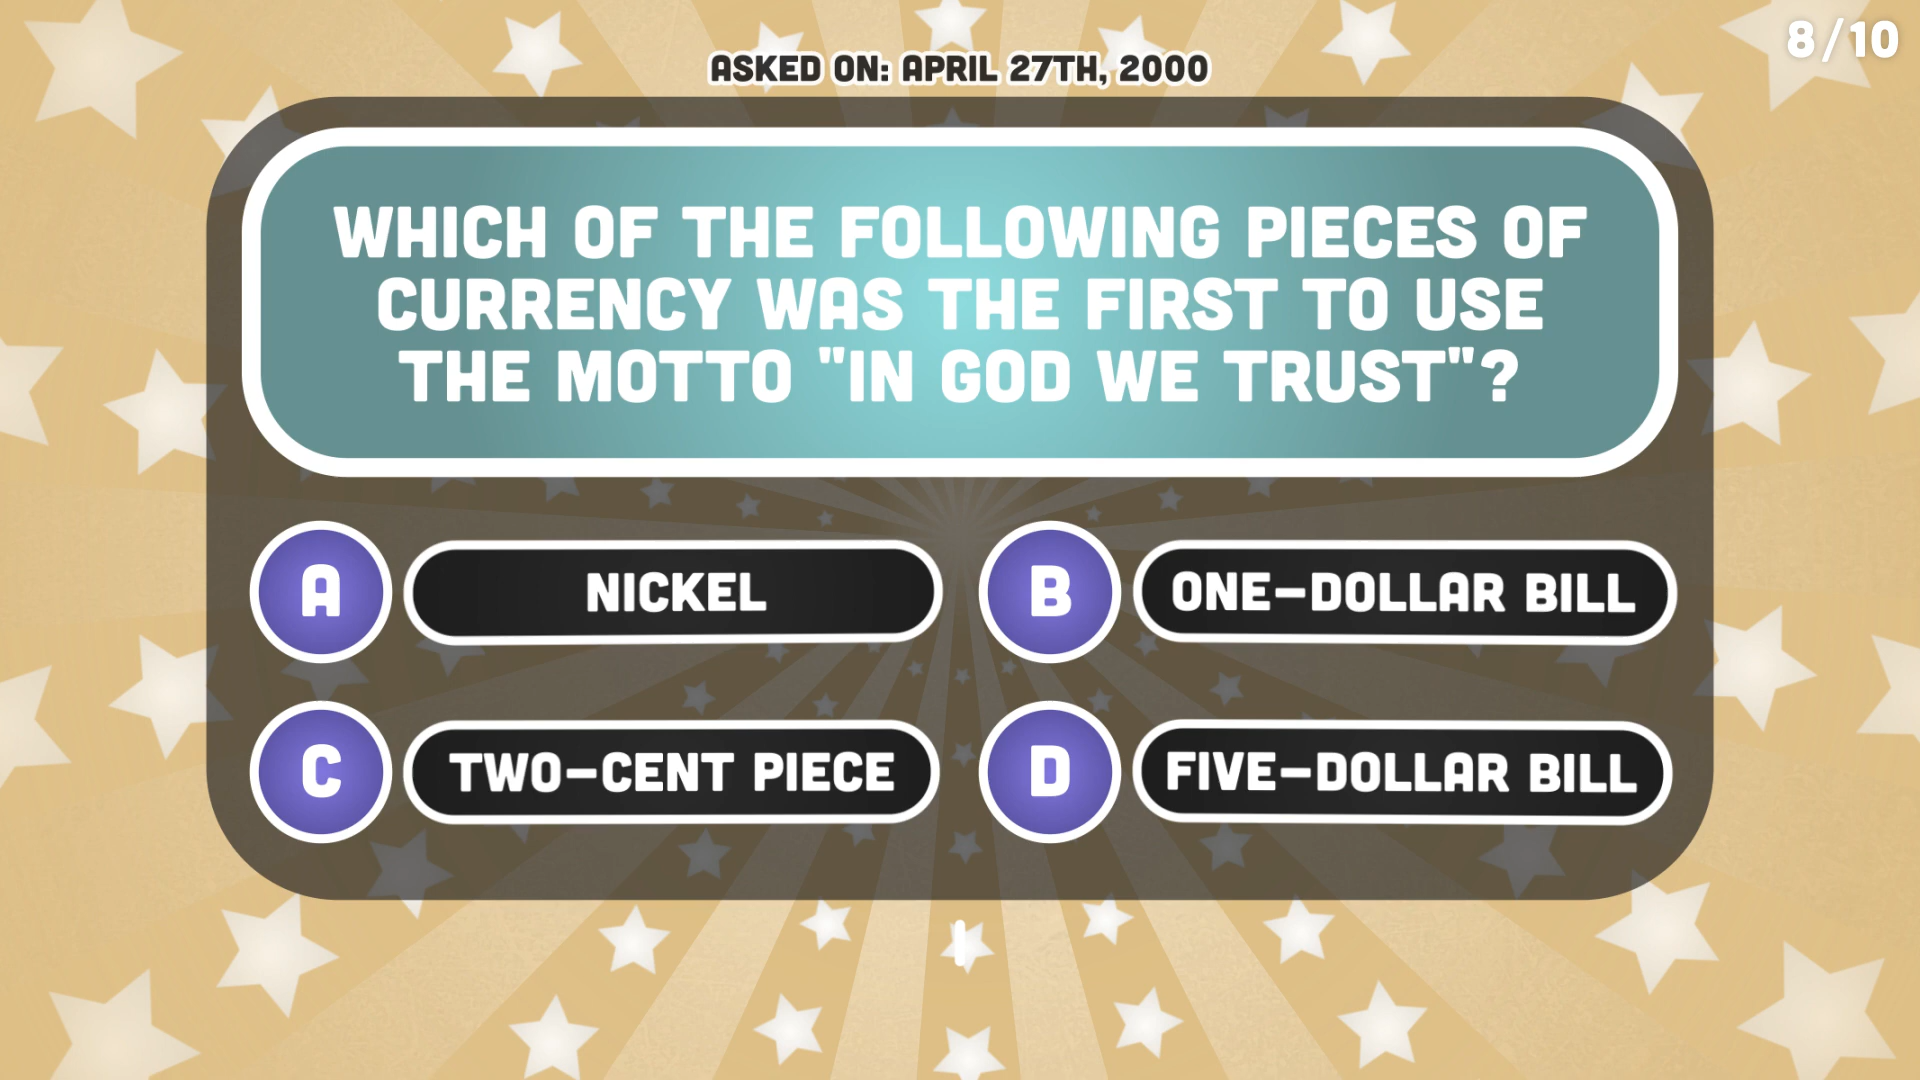 8/10
ASKED ON: APRIL 27TH, 2000
WHICH OF THE FOLLOWING PIECES OF
CURRENCY WAS THE FIRST TO USE
THE MOTTO "IN GOD WE TRUST"?
A NICKEL
B ONE-DOLLAR BILL
C TWO-CENT PIECE
D FIVE-DOLLAR BILL